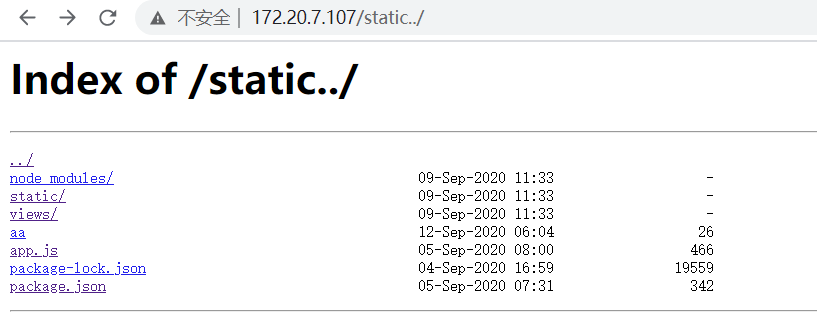 不安全 | 172.20.7.107/static../
Index of /static../
../
node_modules/ 09-Sep-2020 11:33 -
static/ 09-Sep-2020 11:33 -
views/ 09-Sep-2020 11:33 -
aa 12-Sep-2020 06:04 26
app.js 05-Sep-2020 08:00 466
package-lock.json 04-Sep-2020 16:59 19559
package.json 05-Sep-2020 07:31 342